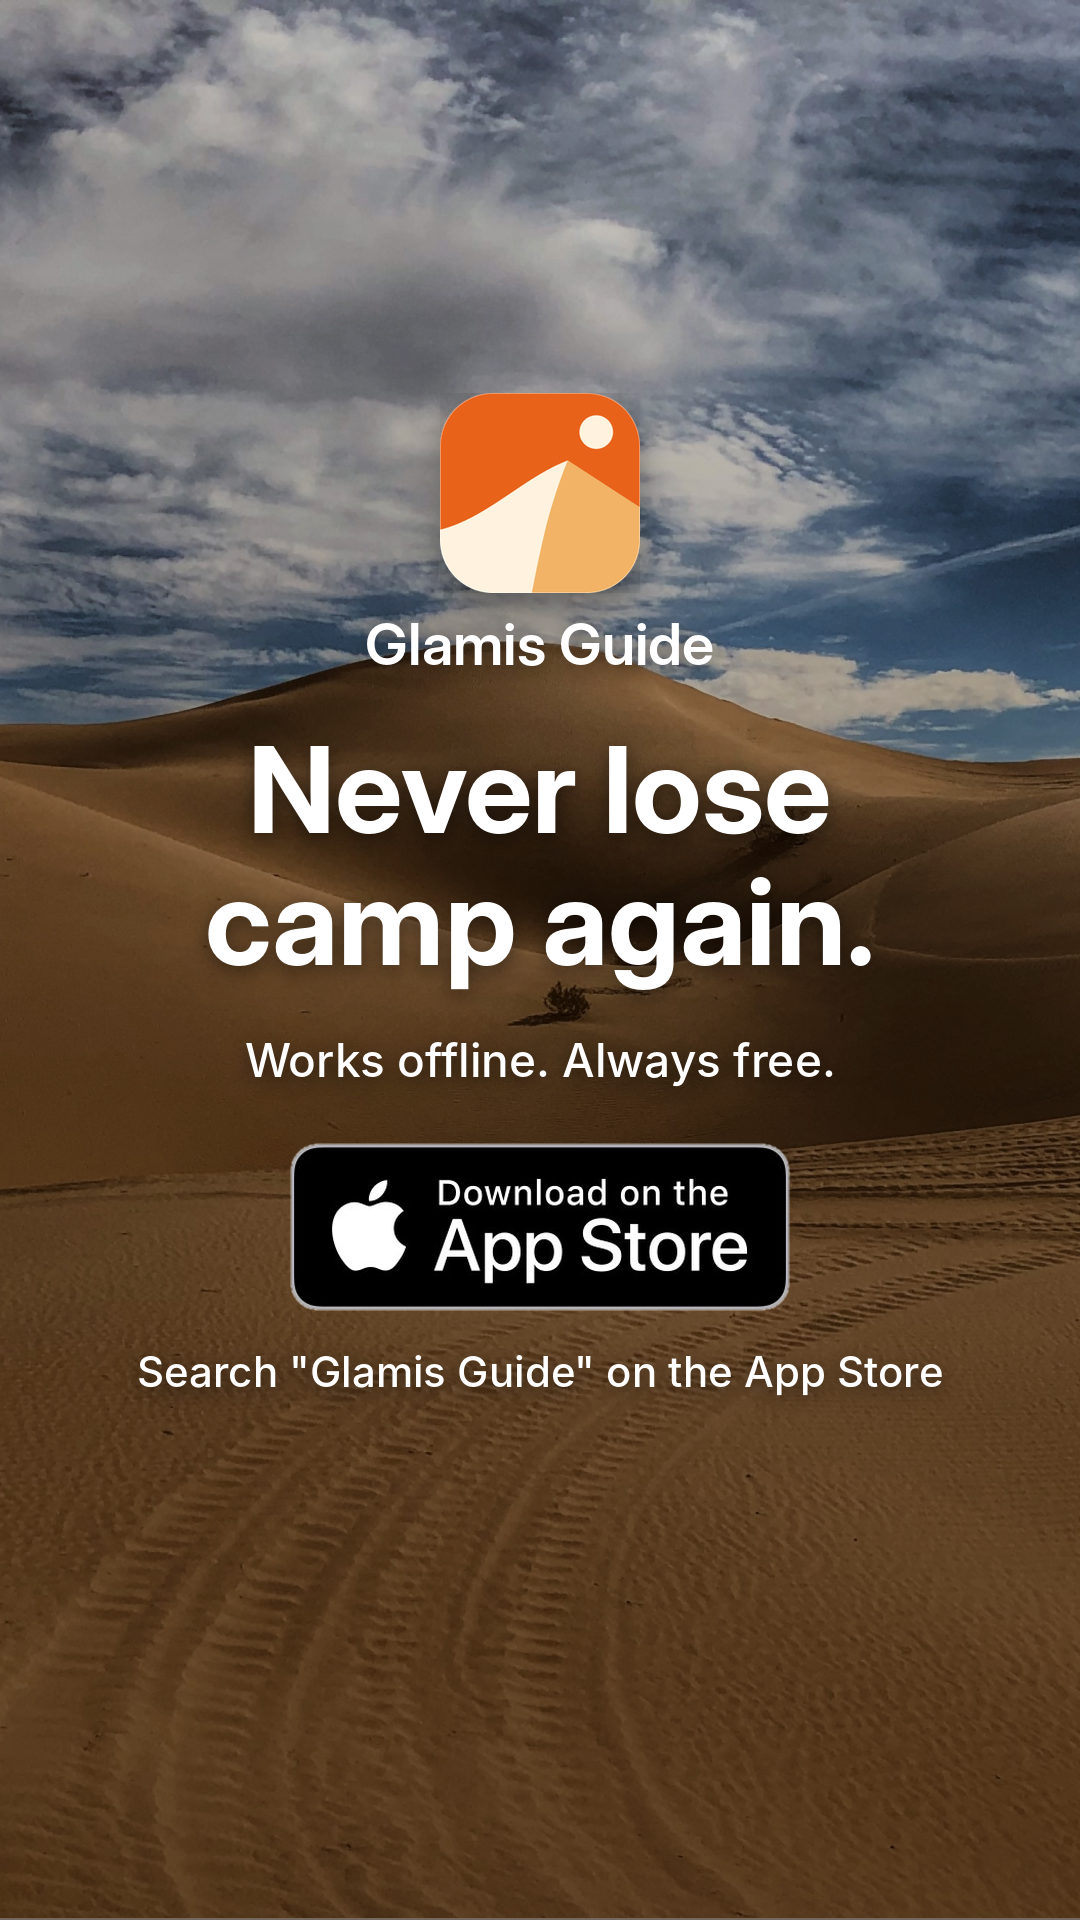 Glamis Guide
Never lose
camp again.
Works offline. Always free.
Download on the
App Store
Search "Glamis Guide" on the App Store